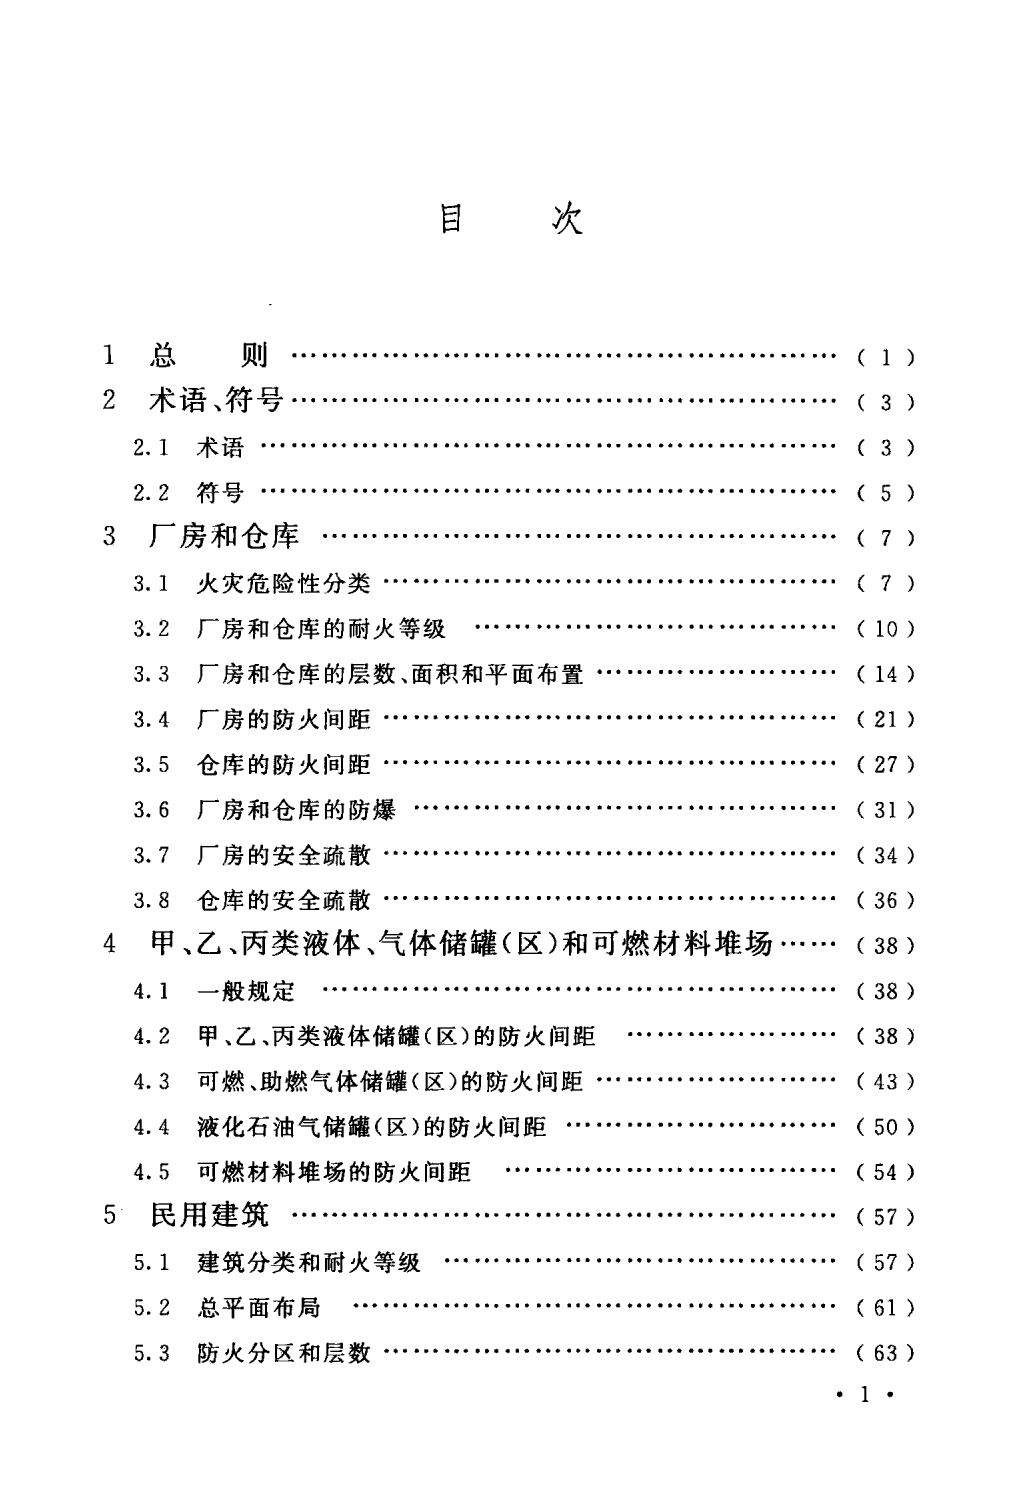 目 次
1 总 则 ……………………………………………… ( 1 )
2 术语、符号 ……………………………………………… ( 3 )
2.1 术语 ……………………………………………… ( 3 )
2.2 符号 ……………………………………………… ( 5 )
3 厂房和仓库 ……………………………………………… ( 7 )
3.1 火灾危险性分类 ……………………………………… ( 7 )
3.2 厂房和仓库的耐火等级 ……………………………… (10)
3.3 厂房和仓库的层数、面积和平面布置 …………………… (14)
3.4 厂房的防火间距 ……………………………………… (21)
3.5 仓库的防火间距 ……………………………………… (27)
3.6 厂房和仓库的防爆 …………………………………… (31)
3.7 厂房的安全疏散 ……………………………………… (34)
3.8 仓库的安全疏散 ……………………………………… (36)
4 甲、乙、丙类液体、气体储罐(区)和可燃材料堆场 …… (38)
4.1 一般规定 …………………………………………… (38)
4.2 甲、乙、丙类液体储罐(区)的防火间距 ………………… (38)
4.3 可燃、助燃气体储罐(区)的防火间距 …………………… (43)
4.4 液化石油气储罐(区)的防火间距 ……………………… (50)
4.5 可燃材料堆场的防火间距 …………………………… (54)
5 民用建筑 ……………………………………………… (57)
5.1 建筑分类和耐火等级 ………………………………… (57)
5.2 总平面布局 ………………………………………… (61)
5.3 防火分区和层数 ……………………………………… (63)
· 1 ·